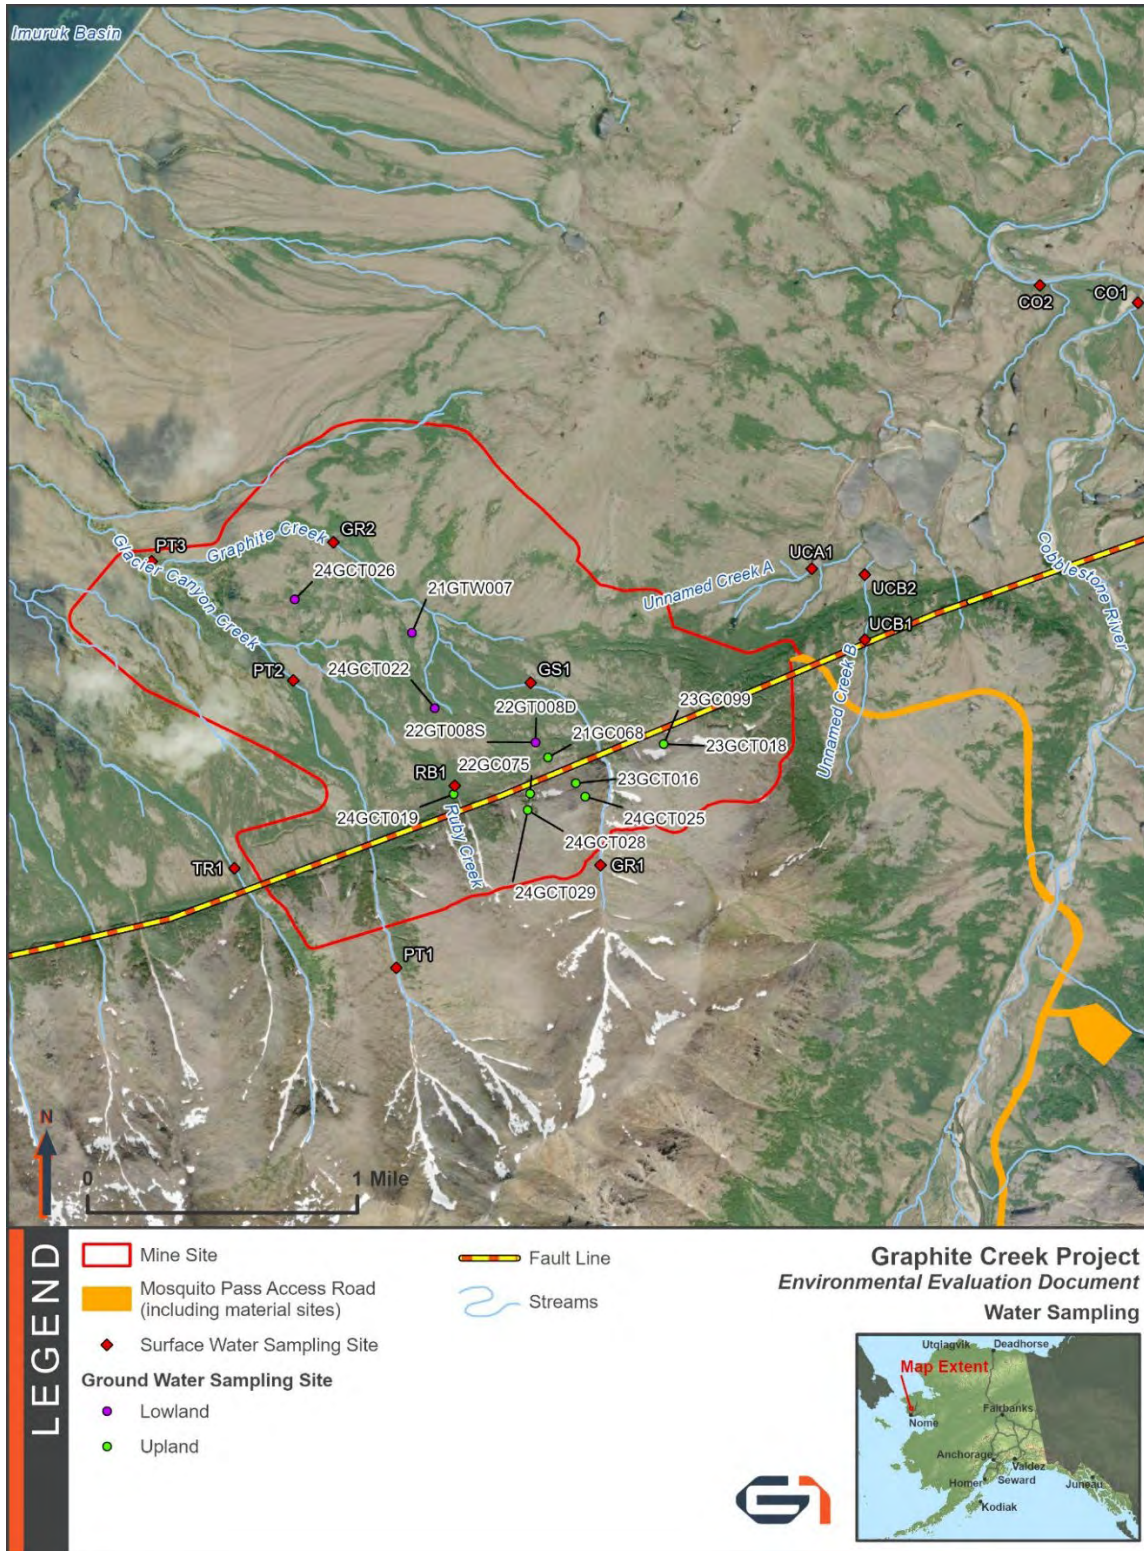 Imuruk Basin
CO2
CO1
GR2
PT3
Graphite Creek
UCA1
24GCT026
21GTW007
Glacier Canyon Creek
Unnamed Creek A
UCB2
Cobblestone River
UCB1
PT2
24GCT022
GS1
23GC099
22GT008D
22GT008S
21GC068
23GCT018
Unnamed Creek B
22GC075
RB1
23GCT016
24GCT019
Ruby Creek
24GCT025
24GCT028
GR1
TR1
24GCT029
PT1
N
0
1 Mile
LEGEND
Mine Site
Mosquito Pass Access Road
(including material sites)
Surface Water Sampling Site
Ground Water Sampling Site
Lowland
Upland
Fault Line
Streams
Graphite Creek Project
Environmental Evaluation Document
Water Sampling
Utqiagvik
Deadhorse
Map Extent
Fairbanks
Nome
Anchorage
Valdez
Homer
Seward
Juneau
Kodiak
G1